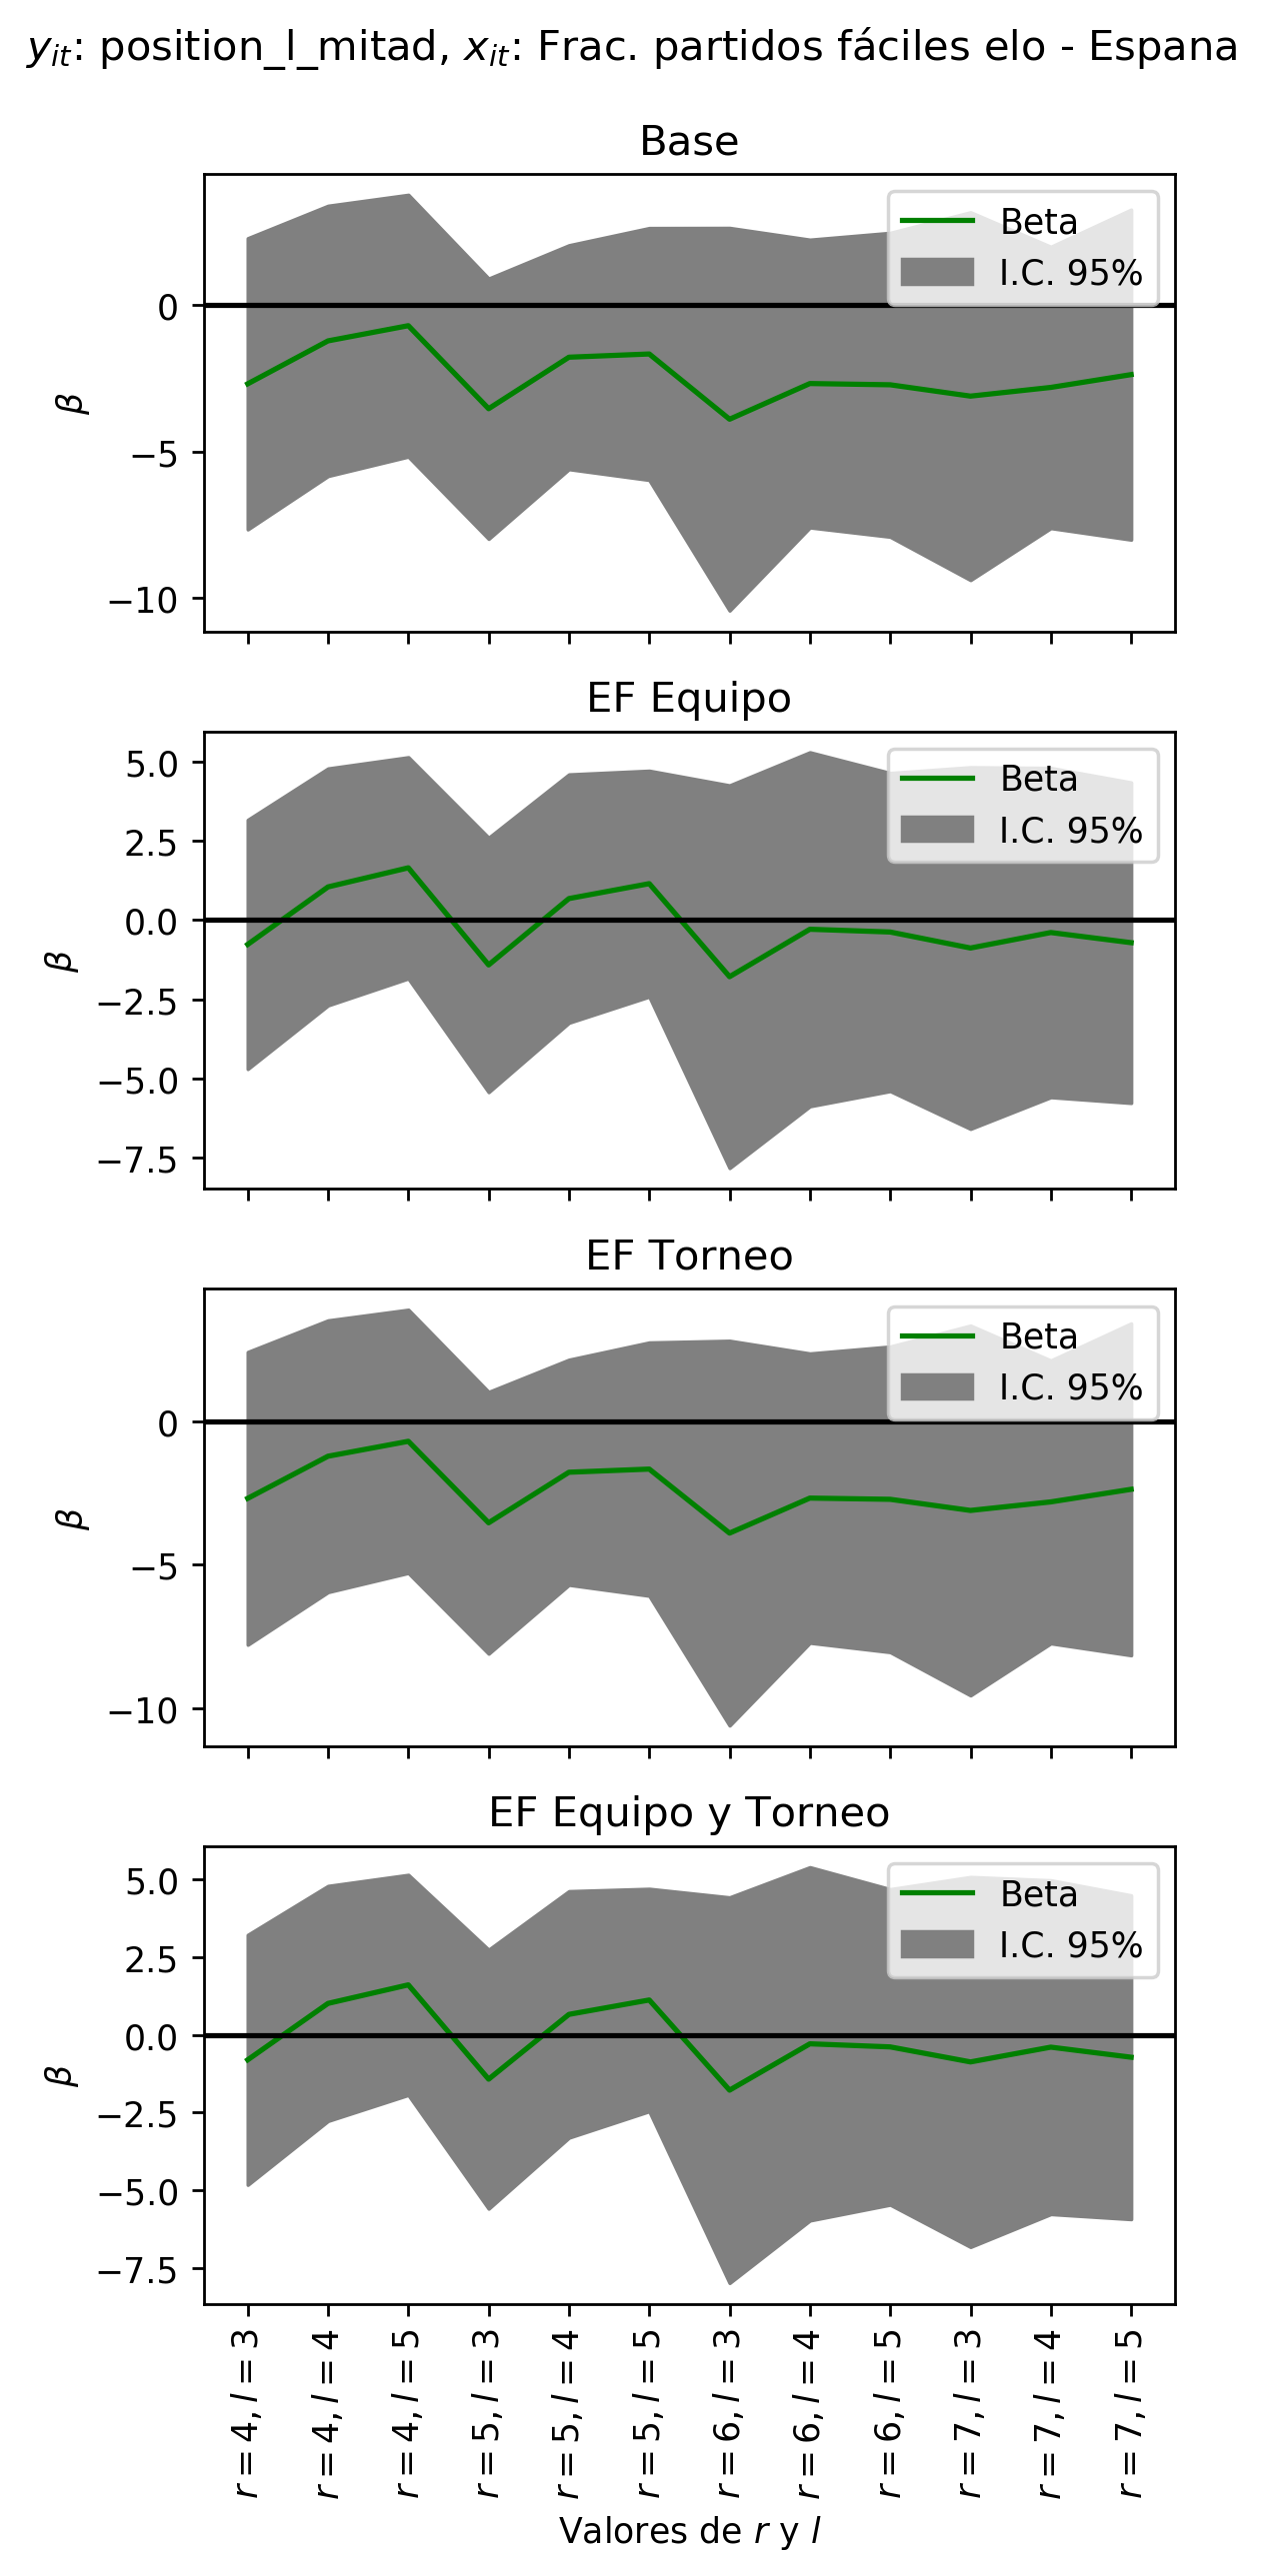 y_it: position_l_mitad, x_it: Frac. partidos fáciles elo - Espana
Base
Beta
I.C. 95%
0
−5
−10
β
EF Equipo
Beta
I.C. 95%
5.0
2.5
0.0
−2.5
−5.0
−7.5
β
EF Torneo
Beta
I.C. 95%
0
−5
−10
β
EF Equipo y Torneo
Beta
I.C. 95%
5.0
2.5
0.0
−2.5
−5.0
−7.5
β
r = 4, l = 3
r = 4, l = 4
r = 4, l = 5
r = 5, l = 3
r = 5, l = 4
r = 5, l = 5
r = 6, l = 3
r = 6, l = 4
r = 6, l = 5
r = 7, l = 3
r = 7, l = 4
r = 7, l = 5
Valores de r y l